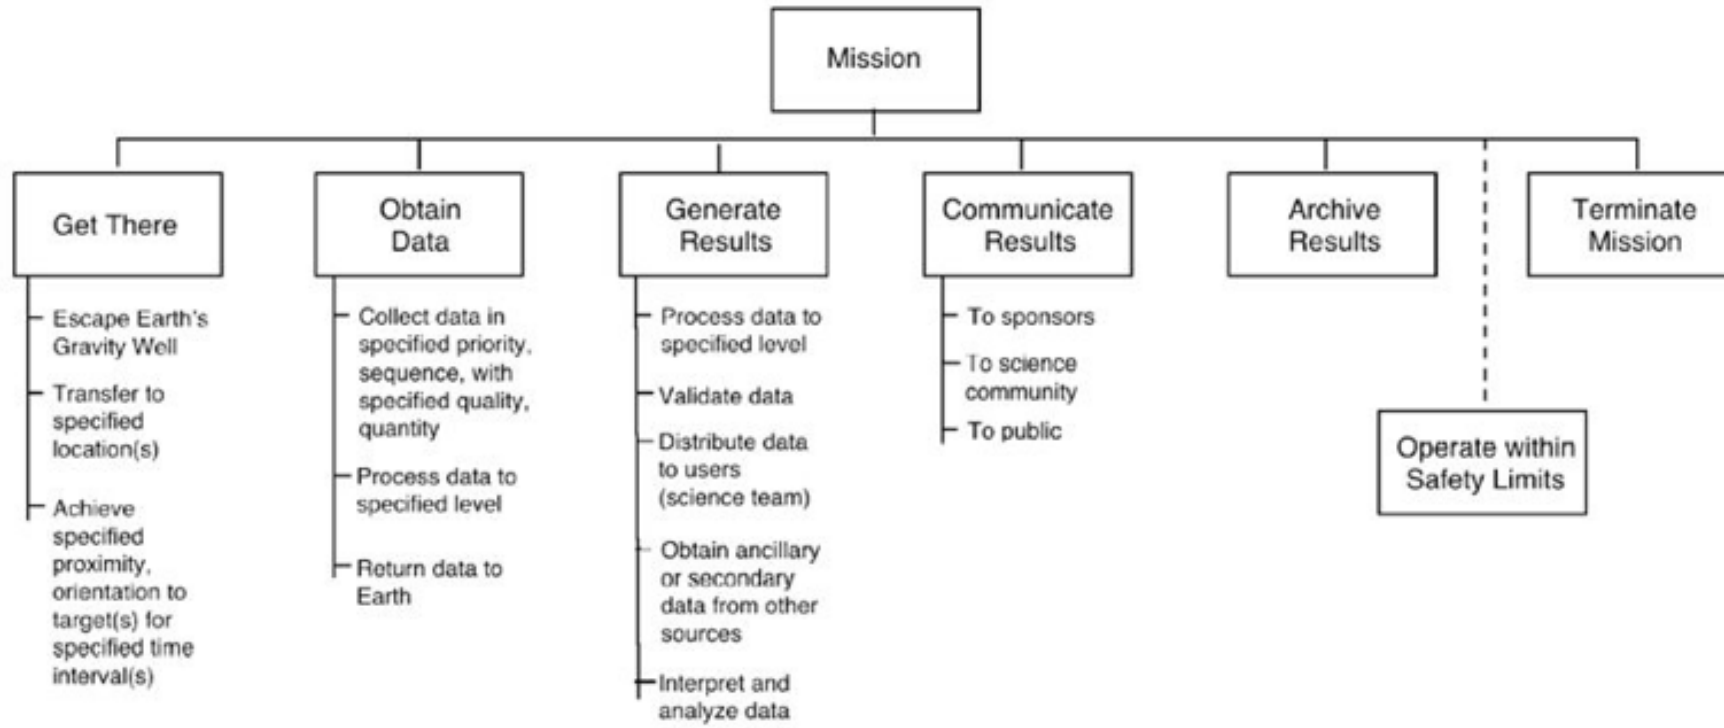 Mission
Get There
Escape Earth's
Gravity Well
Transfer to
specified
location(s)
Achieve
specified
proximity,
orientation to
target(s) for
specified time
interval(s)
Obtain
Data
Collect data in
specified priority,
sequence, with
specified quality,
quantity
Process data to
specified level
Return data to
Earth
Generate
Results
Process data to
specified level
Validate data
Distribute data
to users
(science team)
Obtain ancillary
or secondary
data from other
sources
Interpret and
analyze data
Communicate
Results
To sponsors
To science
community
To public
Archive
Results
Operate within
Safety Limits
Terminate
Mission